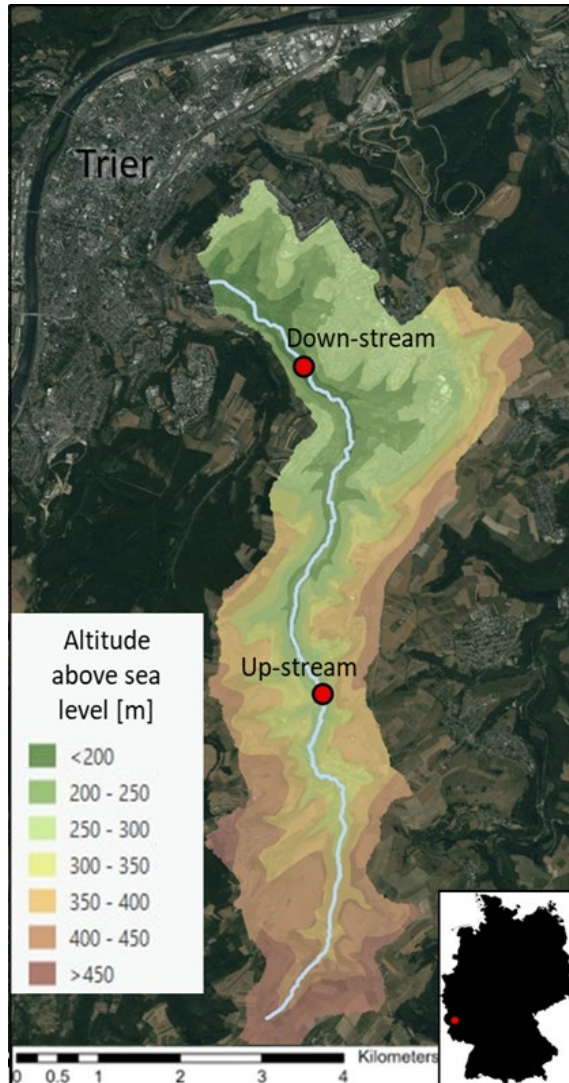 Trier
Down-stream
Up-stream
Altitude
above sea
level [m]
<200
200 - 250
250 - 300
300 - 350
350 - 400
400 - 450
>450
0 0.5 1 2 3 4 Kilometers